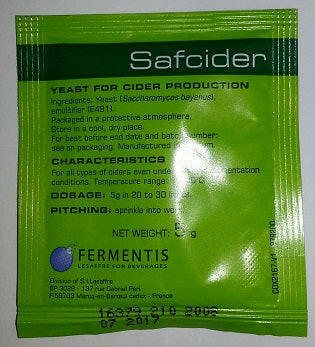 Safcider
YEAST FOR CIDER PRODUCTION
Ingredients: Yeast (Saccharomyces bayanus),
emulsifier (E491).
Packaged in a protective atmosphere.
Store in a cool, dry place.
For best before end date and batch number:
see on packaging. Manufactured in
CHARACTERISTICS
For all types of ciders even under
conditions. Temperature range:
DOSAGE: 5g in 20 to 30
PITCHING: sprinkle into
NET WEIGHT: 5 g
FERMENTIS
LESAFFRE FOR BEVERAGES
Division of S.I.Lesaffre
BP 3029 - 137 rue Gabriel Péri
F-59703 Marcq-en-Baroeul cedex - France
16379 210 2002
07 2017